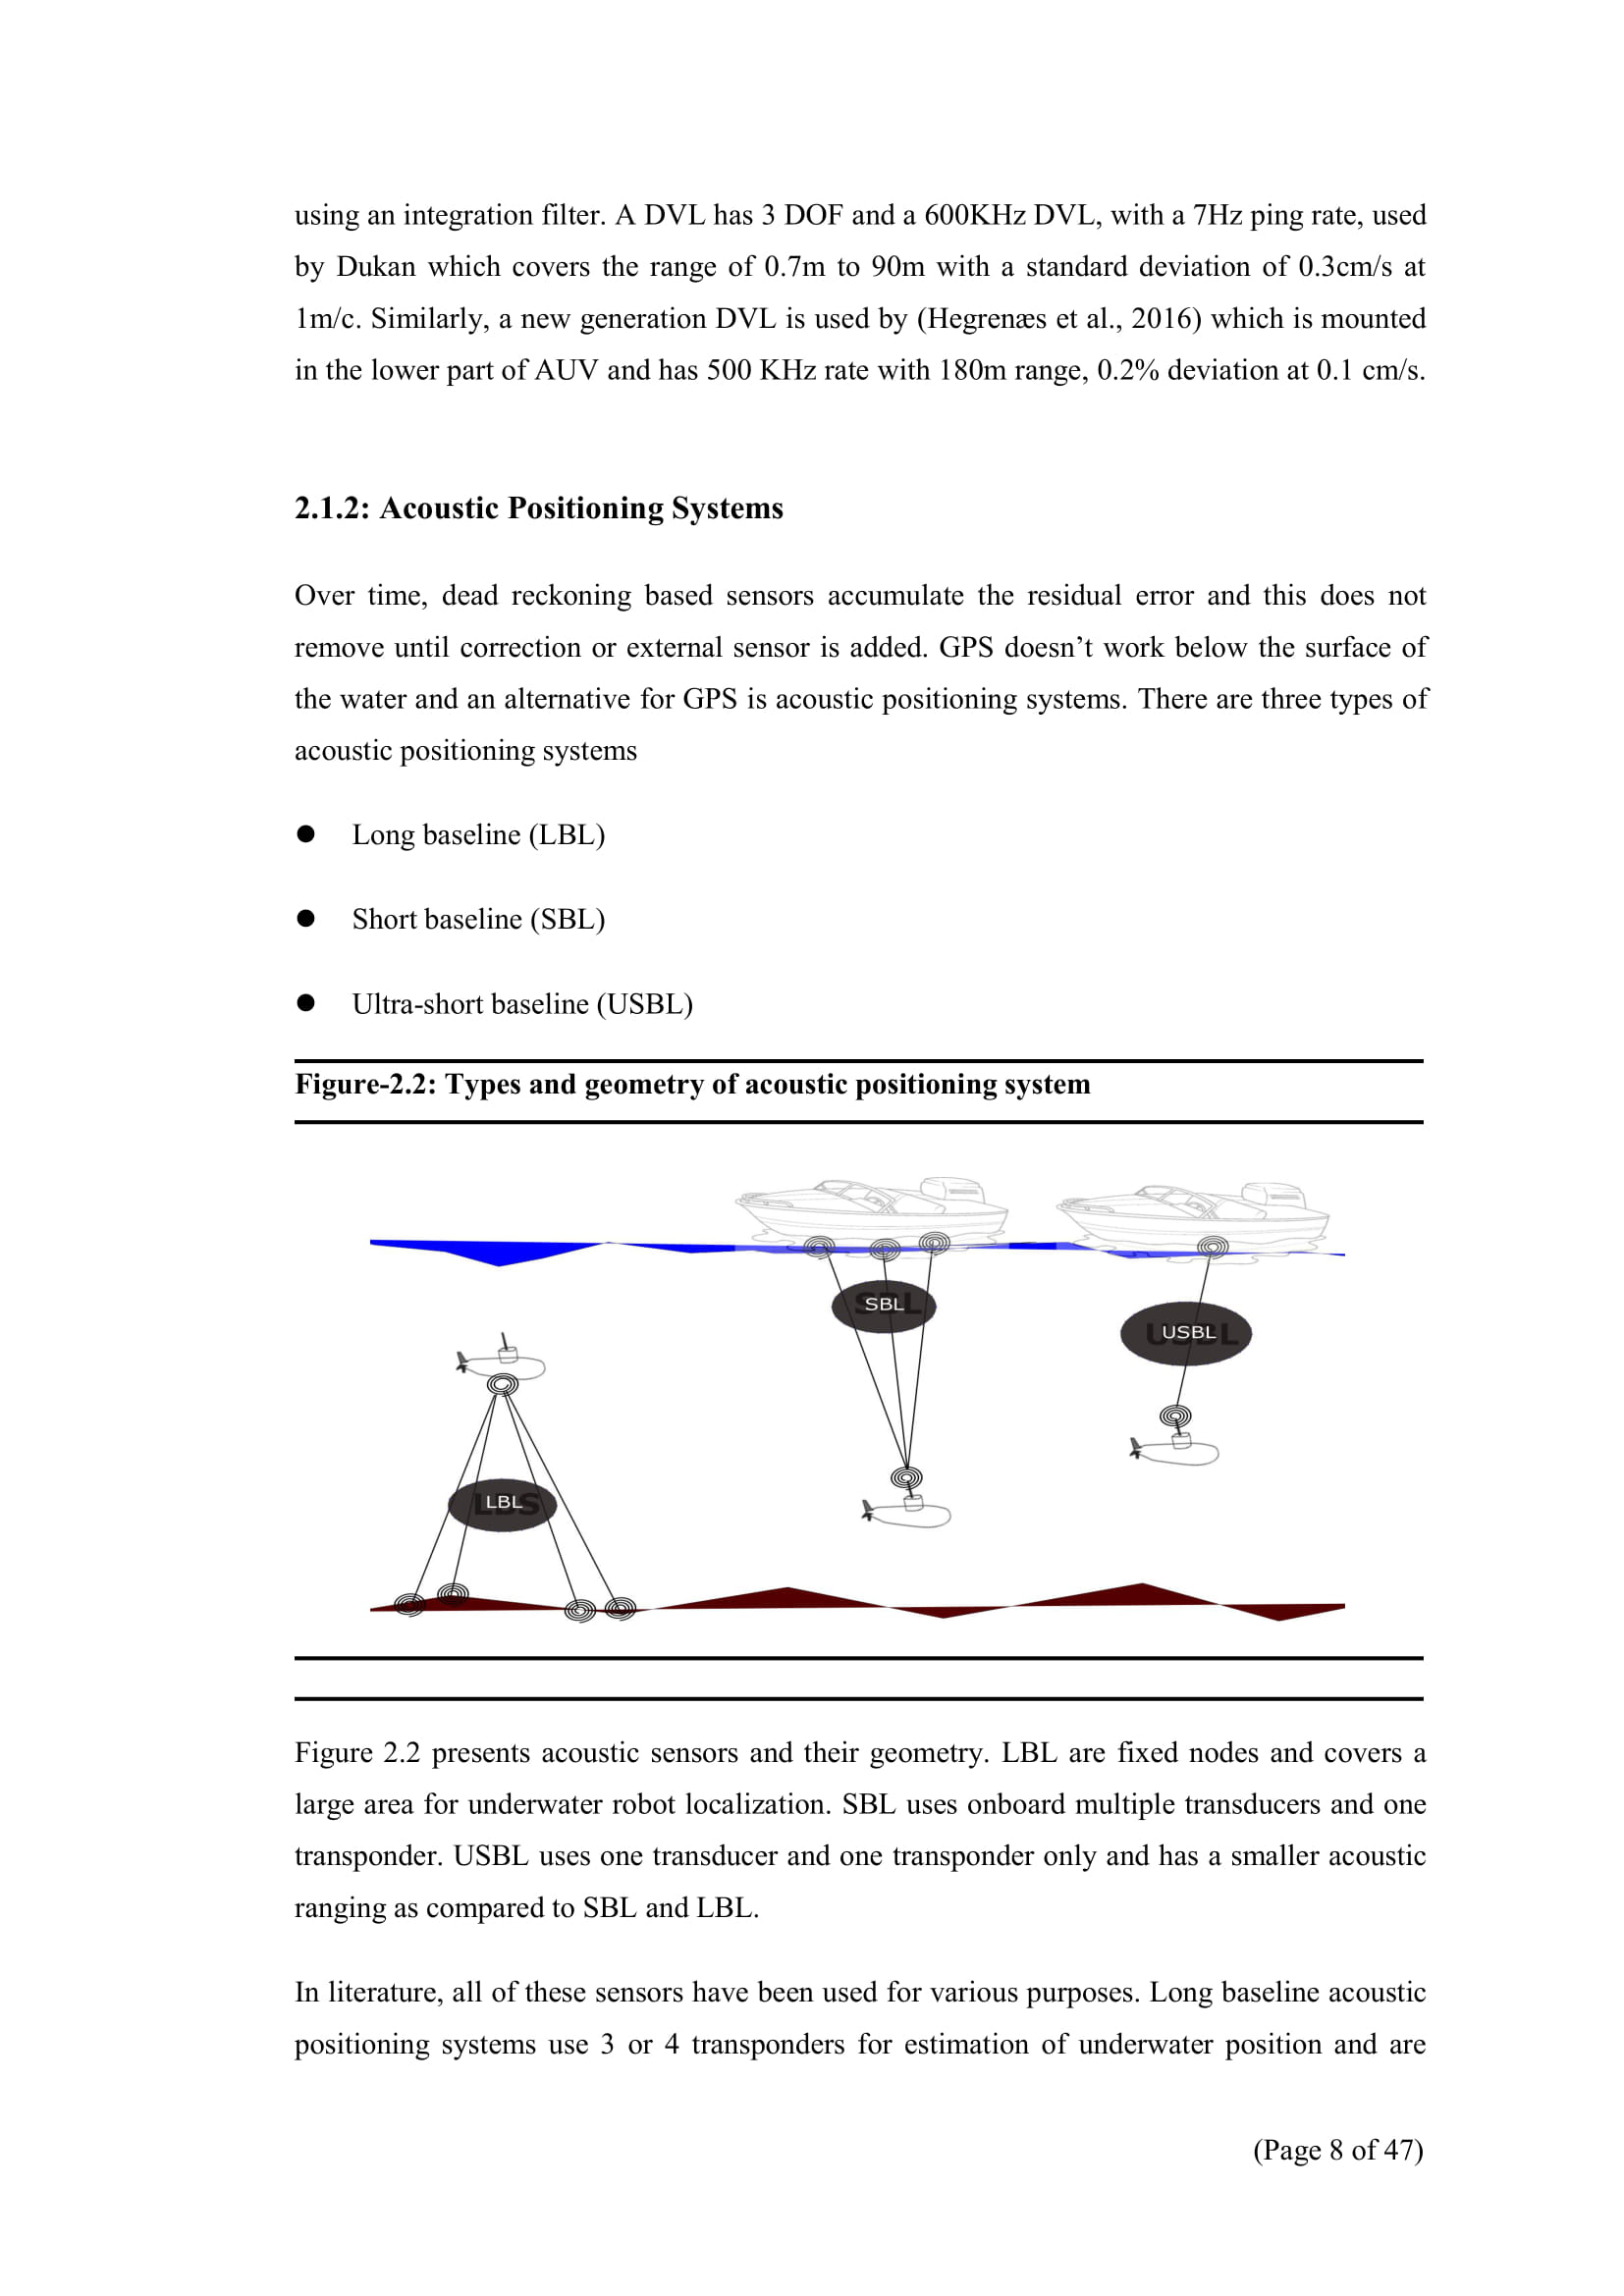 using an integration filter. A DVL has 3 DOF and a 600KHz DVL, with a 7Hz ping rate, used
by Dukan which covers the range of 0.7m to 90m with a standard deviation of 0.3cm/s at
1m/c. Similarly, a new generation DVL is used by (Hegrenæs et al., 2016) which is mounted
in the lower part of AUV and has 500 KHz rate with 180m range, 0.2% deviation at 0.1 cm/s.
2.1.2: Acoustic Positioning Systems
Over time, dead reckoning based sensors accumulate the residual error and this does not
remove until correction or external sensor is added. GPS doesn’t work below the surface of
the water and an alternative for GPS is acoustic positioning systems. There are three types of
acoustic positioning systems
● Long baseline (LBL)
● Short baseline (SBL)
● Ultra-short baseline (USBL)
Figure-2.2: Types and geometry of acoustic positioning system
SBL
USBL
LBL
Figure 2.2 presents acoustic sensors and their geometry. LBL are fixed nodes and covers a
large area for underwater robot localization. SBL uses onboard multiple transducers and one
transponder. USBL uses one transducer and one transponder only and has a smaller acoustic
ranging as compared to SBL and LBL.
In literature, all of these sensors have been used for various purposes. Long baseline acoustic
positioning systems use 3 or 4 transponders for estimation of underwater position and are
(Page 8 of 47)